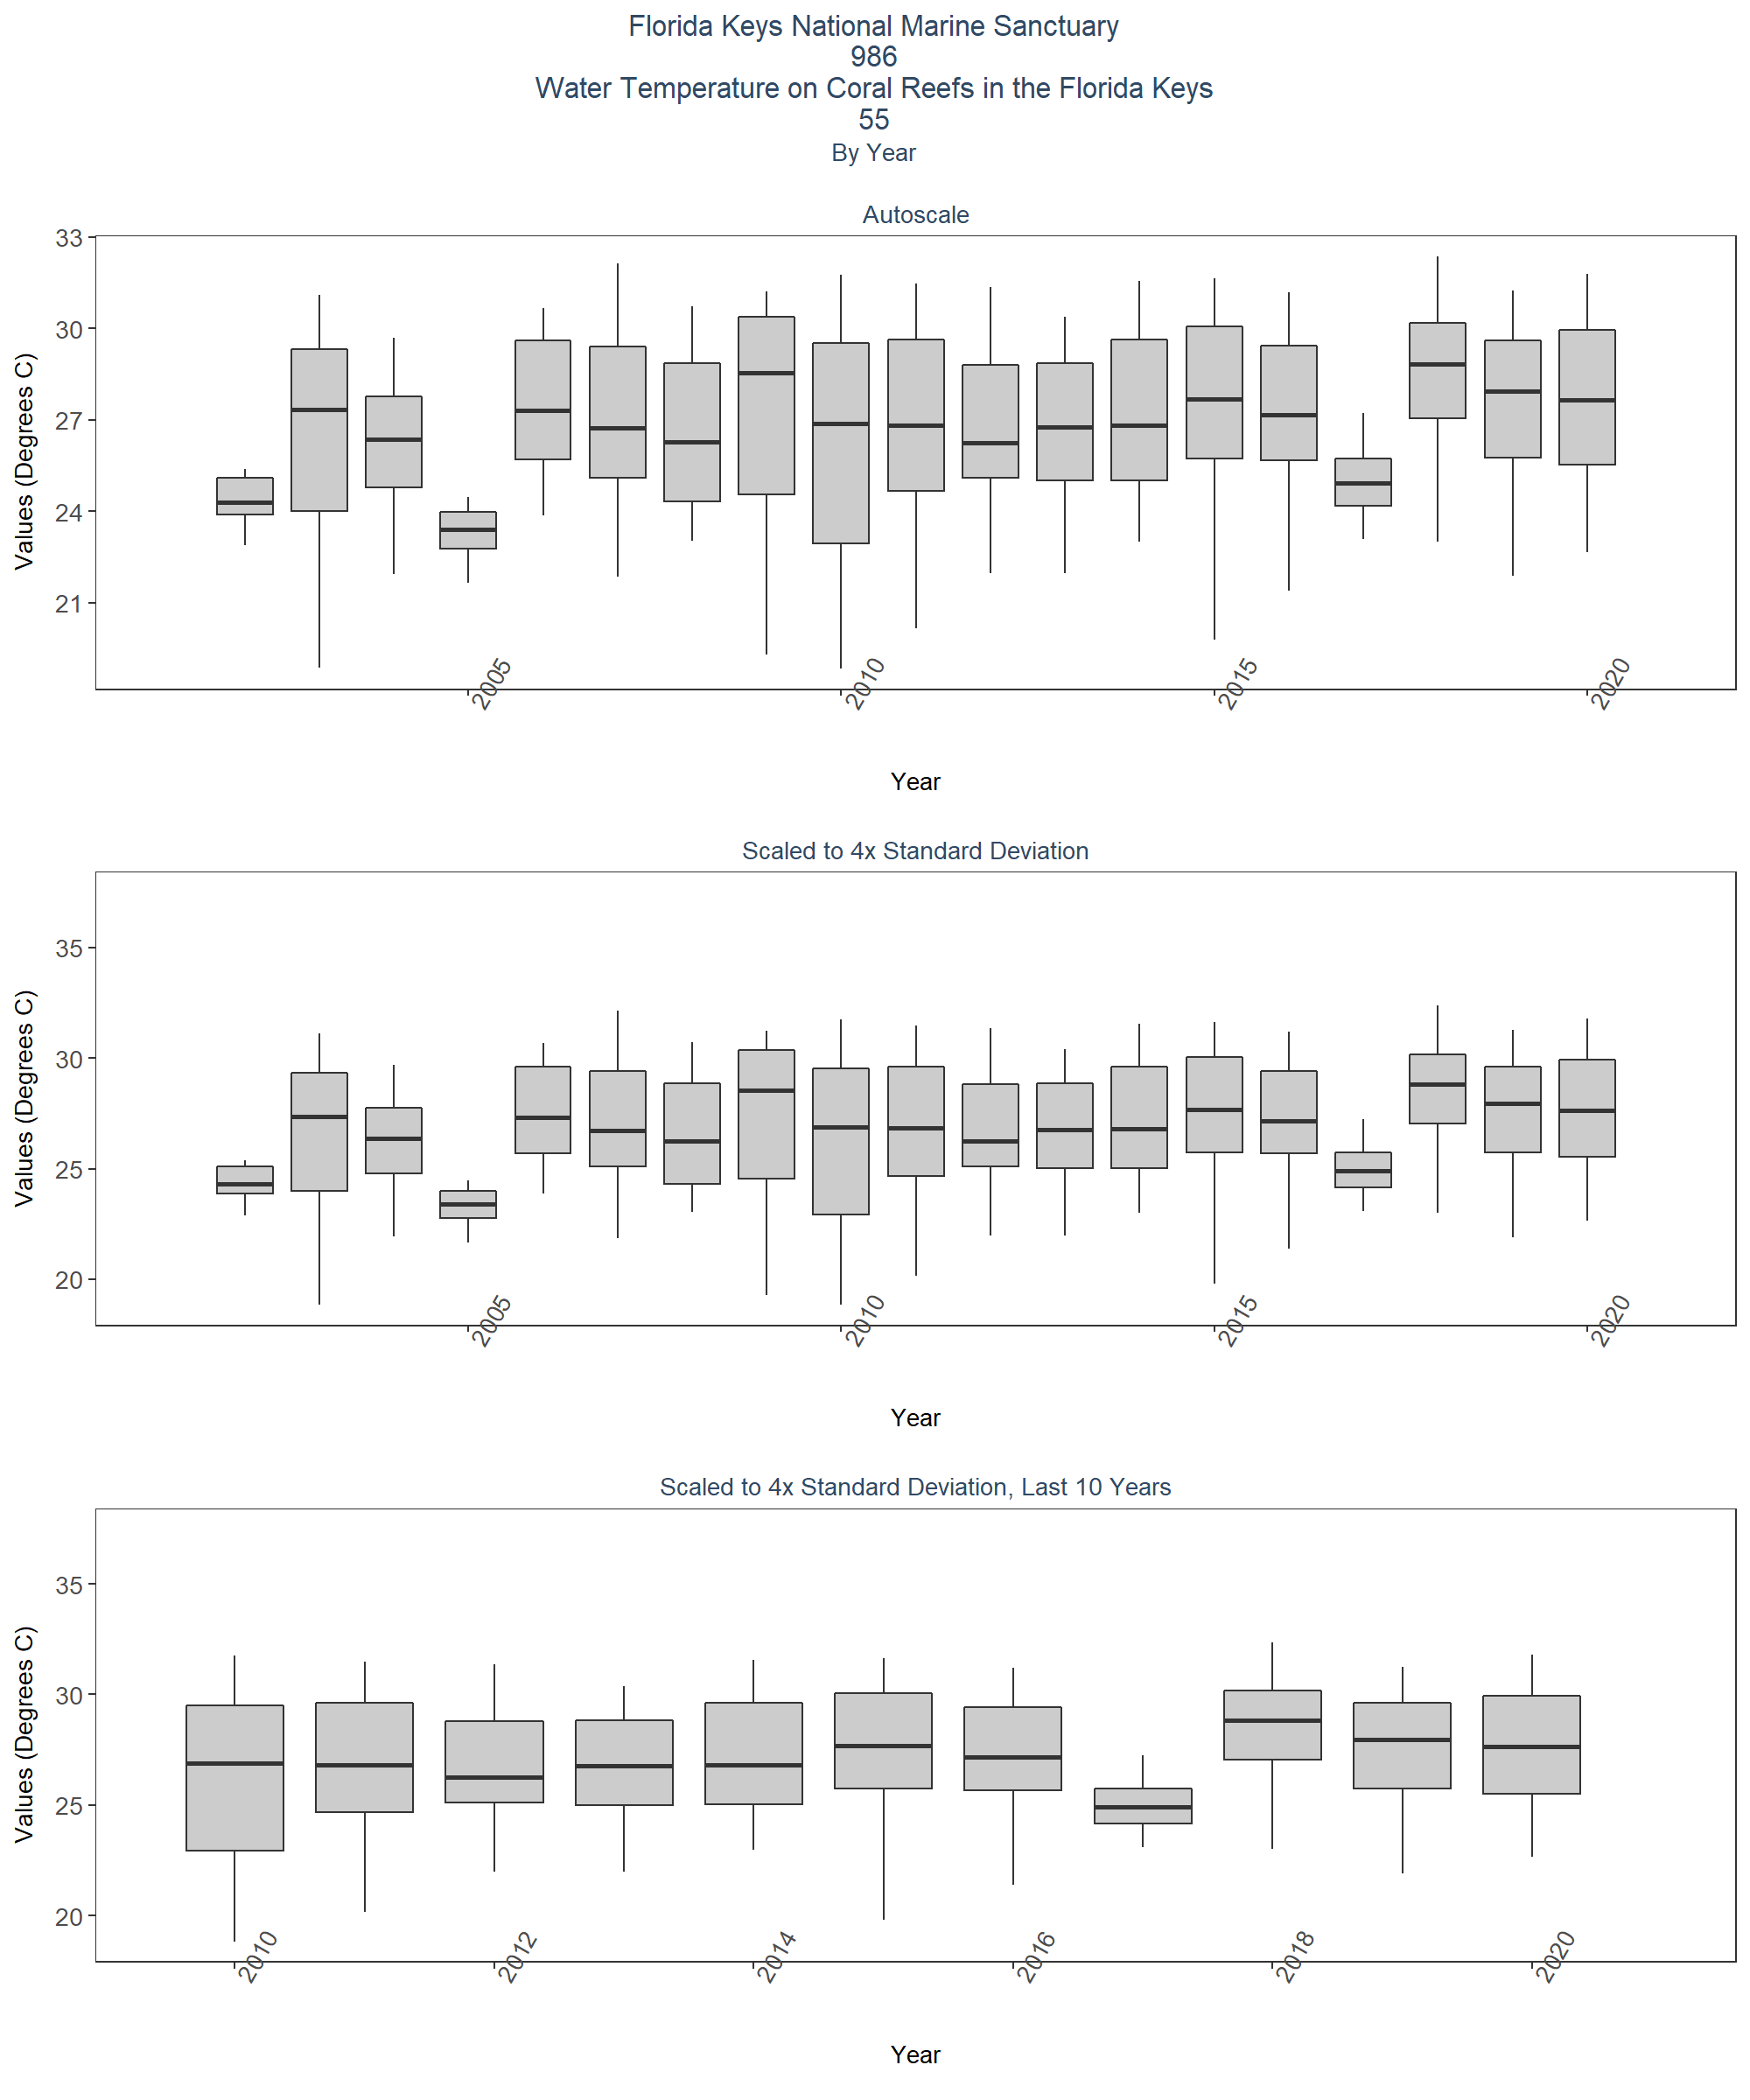 Florida Keys National Marine Sanctuary
986
Water Temperature on Coral Reefs in the Florida Keys
55
By Year
Autoscale
Values (Degrees C)
33
30
27
24
21
2005
2010
2015
2020
Year
Scaled to 4x Standard Deviation
Values (Degrees C)
35
30
25
20
2005
2010
2015
2020
Year
Scaled to 4x Standard Deviation, Last 10 Years
Values (Degrees C)
35
30
25
20
2010
2012
2014
2016
2018
2020
Year